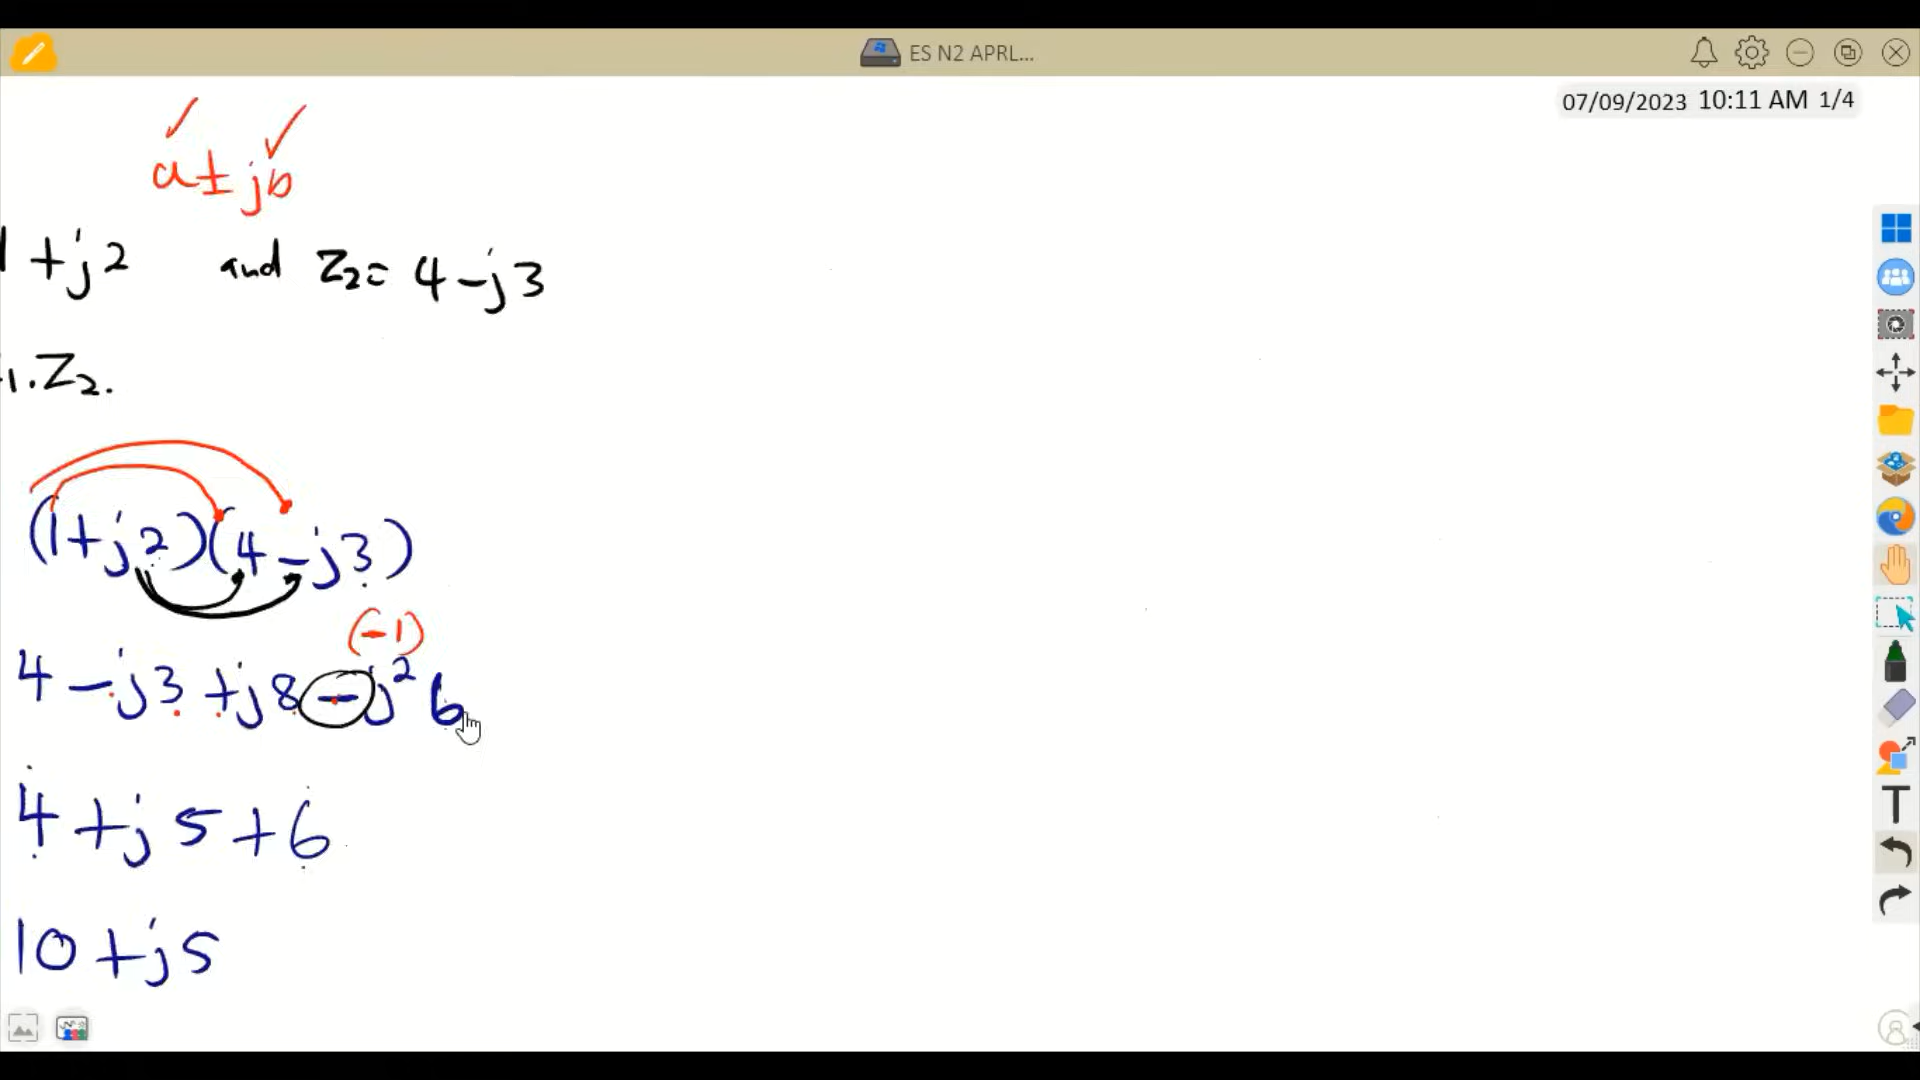 ES N2 APRL...
07/09/2023 10:11 AM 1/4
a ± jb
1 + j2 and Z₂ = 4 - j3
₁.Z₂.
(1 + j2)(4 - j3)
(-1)
4 - j3 + j8 - j² 6
4 + j5 + 6
10 + j5
T